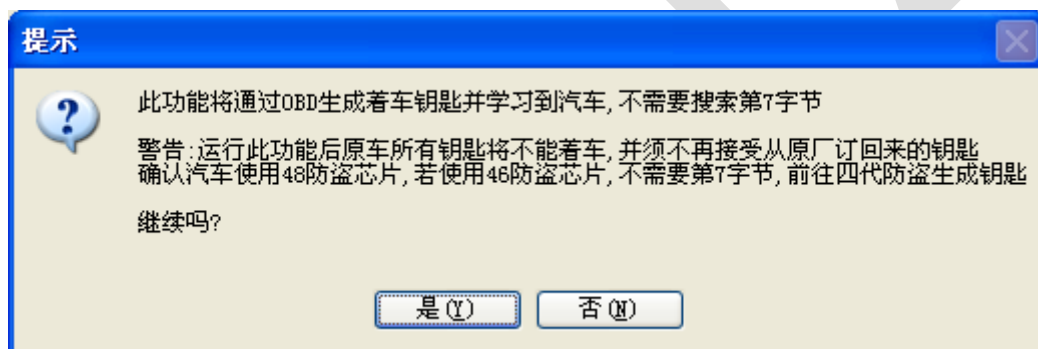 提示
此功能将通过OBD生成着车钥匙并学习到汽车,不需要搜索第7字节
警告:运行此功能后原车所有钥匙将不能着车,并须不再接受从原厂订回来的钥匙
确认汽车使用48防盗芯片,若使用46防盗芯片,不需要第7字节,前往四代防盗生成钥匙
继续吗?
是(Y) 否(N)